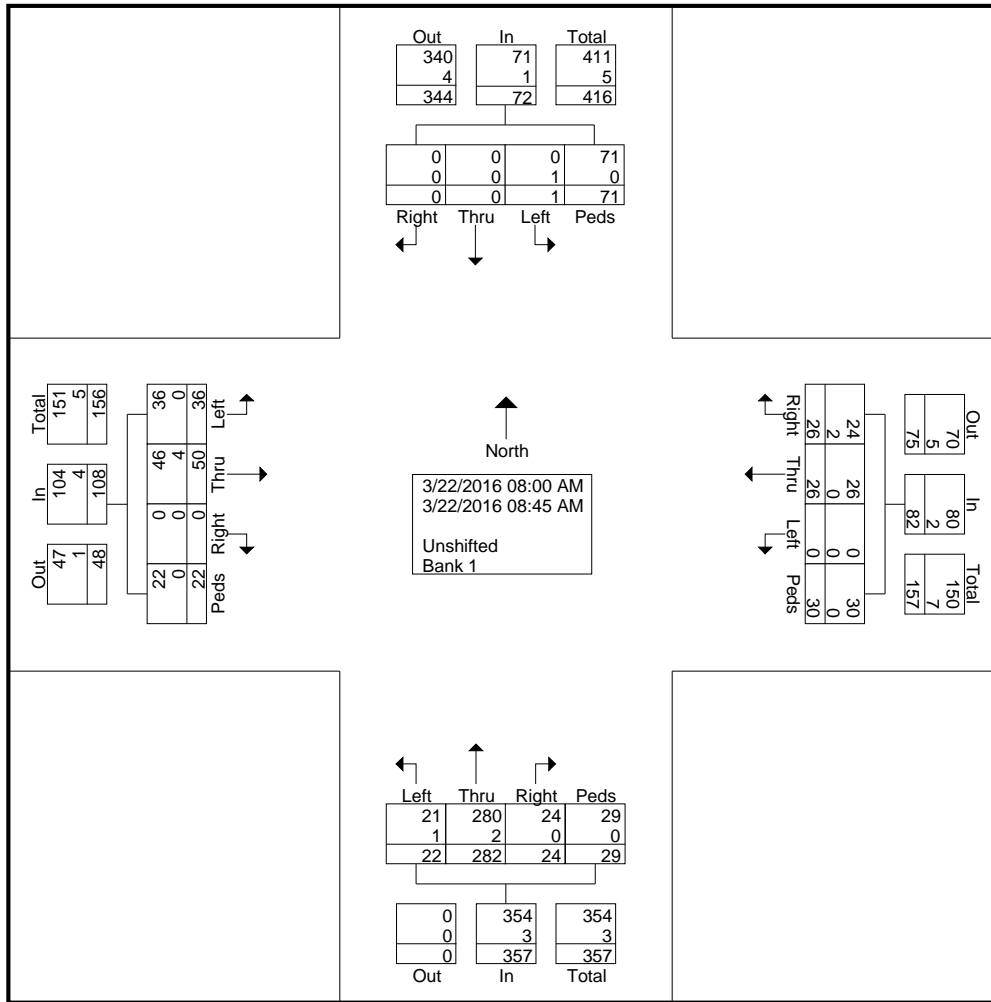 Out In Total
340 71 411
4 1 5
344 72 416
0 0 0 71
0 0 1 0
0 0 1 71
Right Thru Left Peds
Total In Out
151 104 47
5 4 1
156 108 48
36 46 0 22
0 4 0 0
36 50 0 22
Left Thru Right Peds
North
3/22/2016 08:00 AM
3/22/2016 08:45 AM
Unshifted
Bank 1
Right Thru Left Peds
26 26 0 30
2 0 0 0
24 26 0 30
Out In Total
70 80 150
5 2 7
75 82 157
Left Thru Right Peds
21 280 24 29
1 2 0 0
22 282 24 29
0 354 354
0 3 3
0 357 357
Out In Total